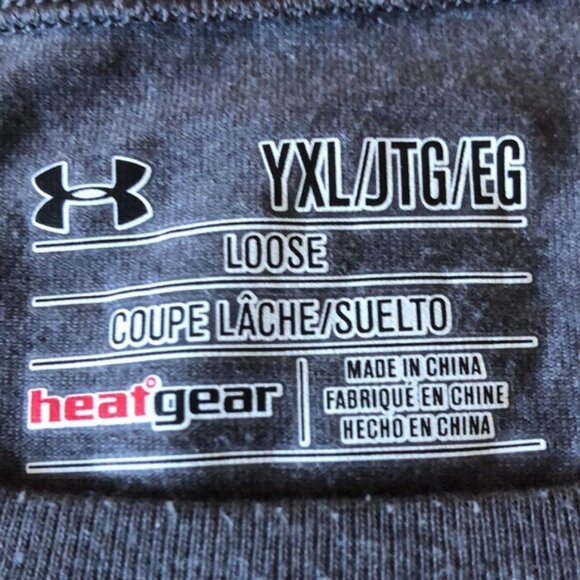 YXL/JTG/EG
LOOSE
COUPE LÂCHE/SUELTO
heatgear
MADE IN CHINA
FABRIQUÉ EN CHINE
HECHO EN CHINA